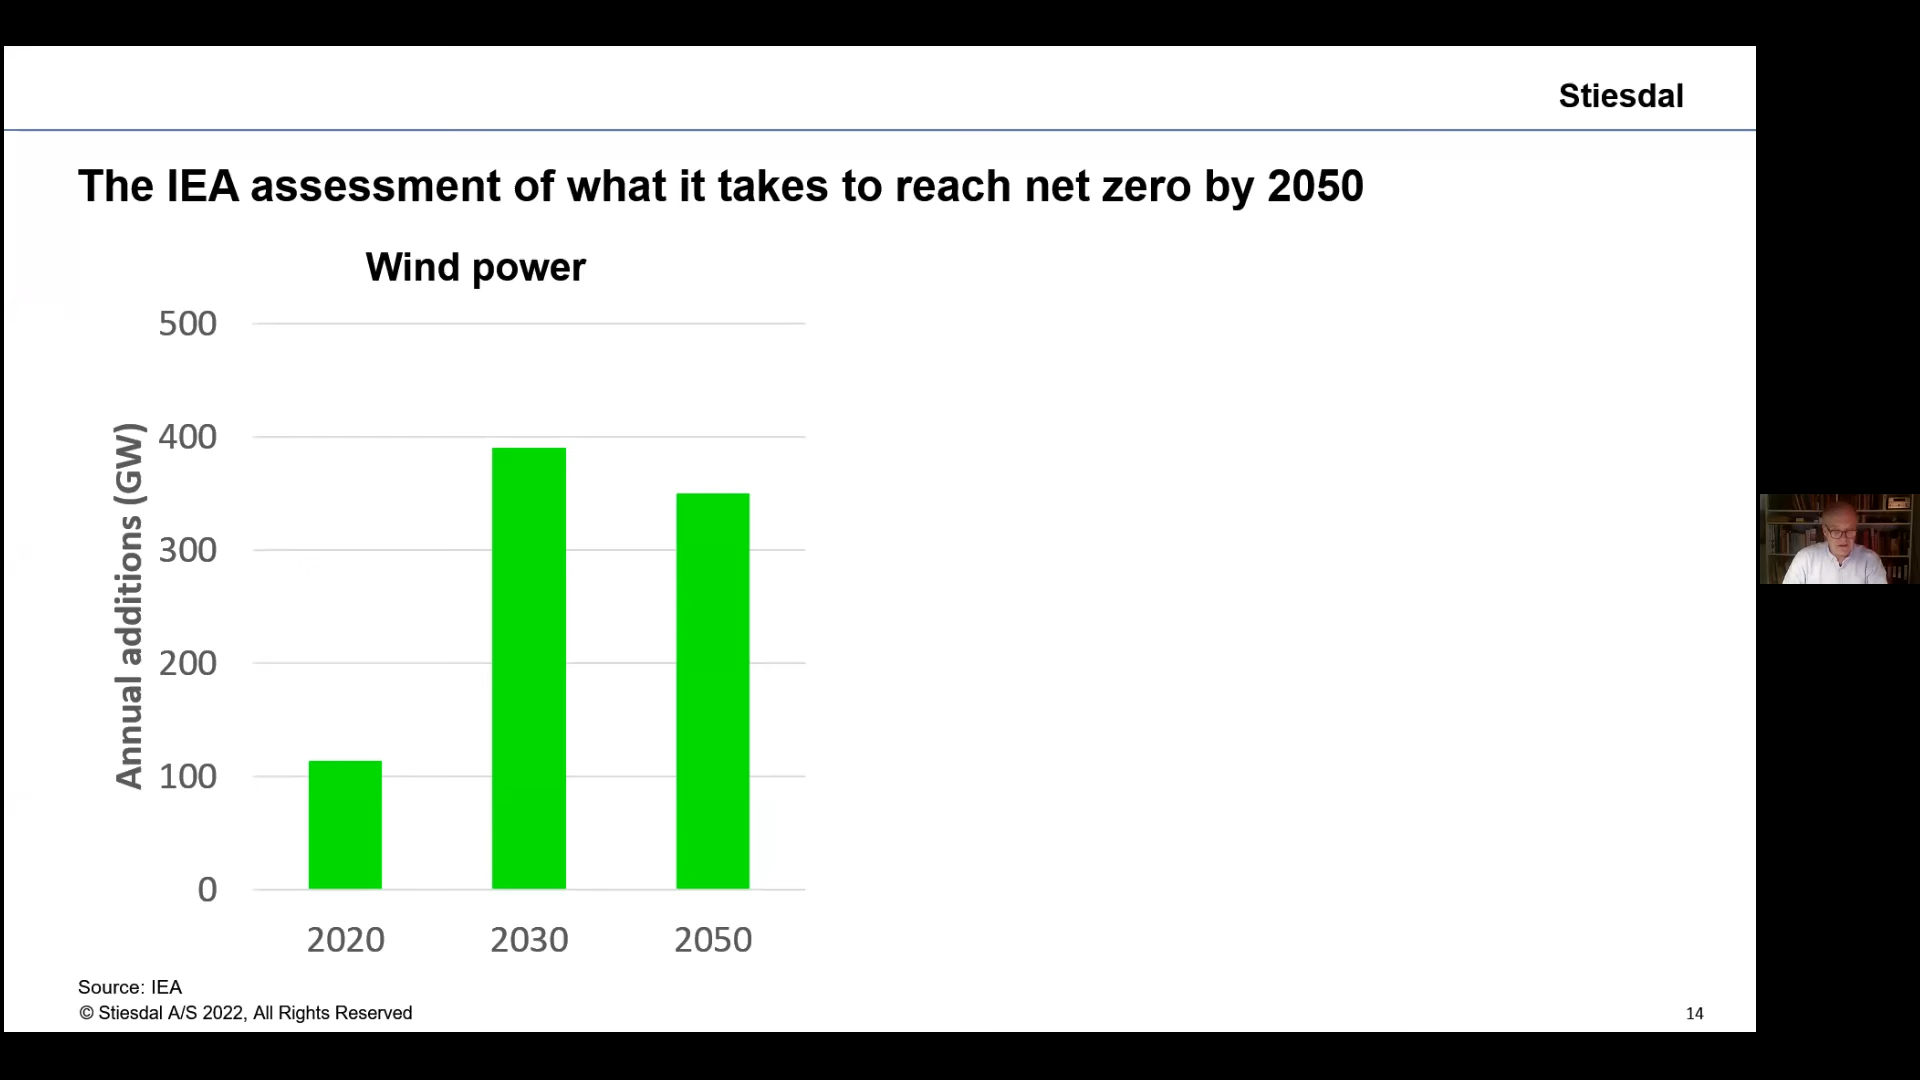 Stiesdal
The IEA assessment of what it takes to reach net zero by 2050
Wind power
500
400
300
200
100
0
Annual additions (GW)
2020 2030 2050
Source: IEA
© Stiesdal A/S 2022, All Rights Reserved
14